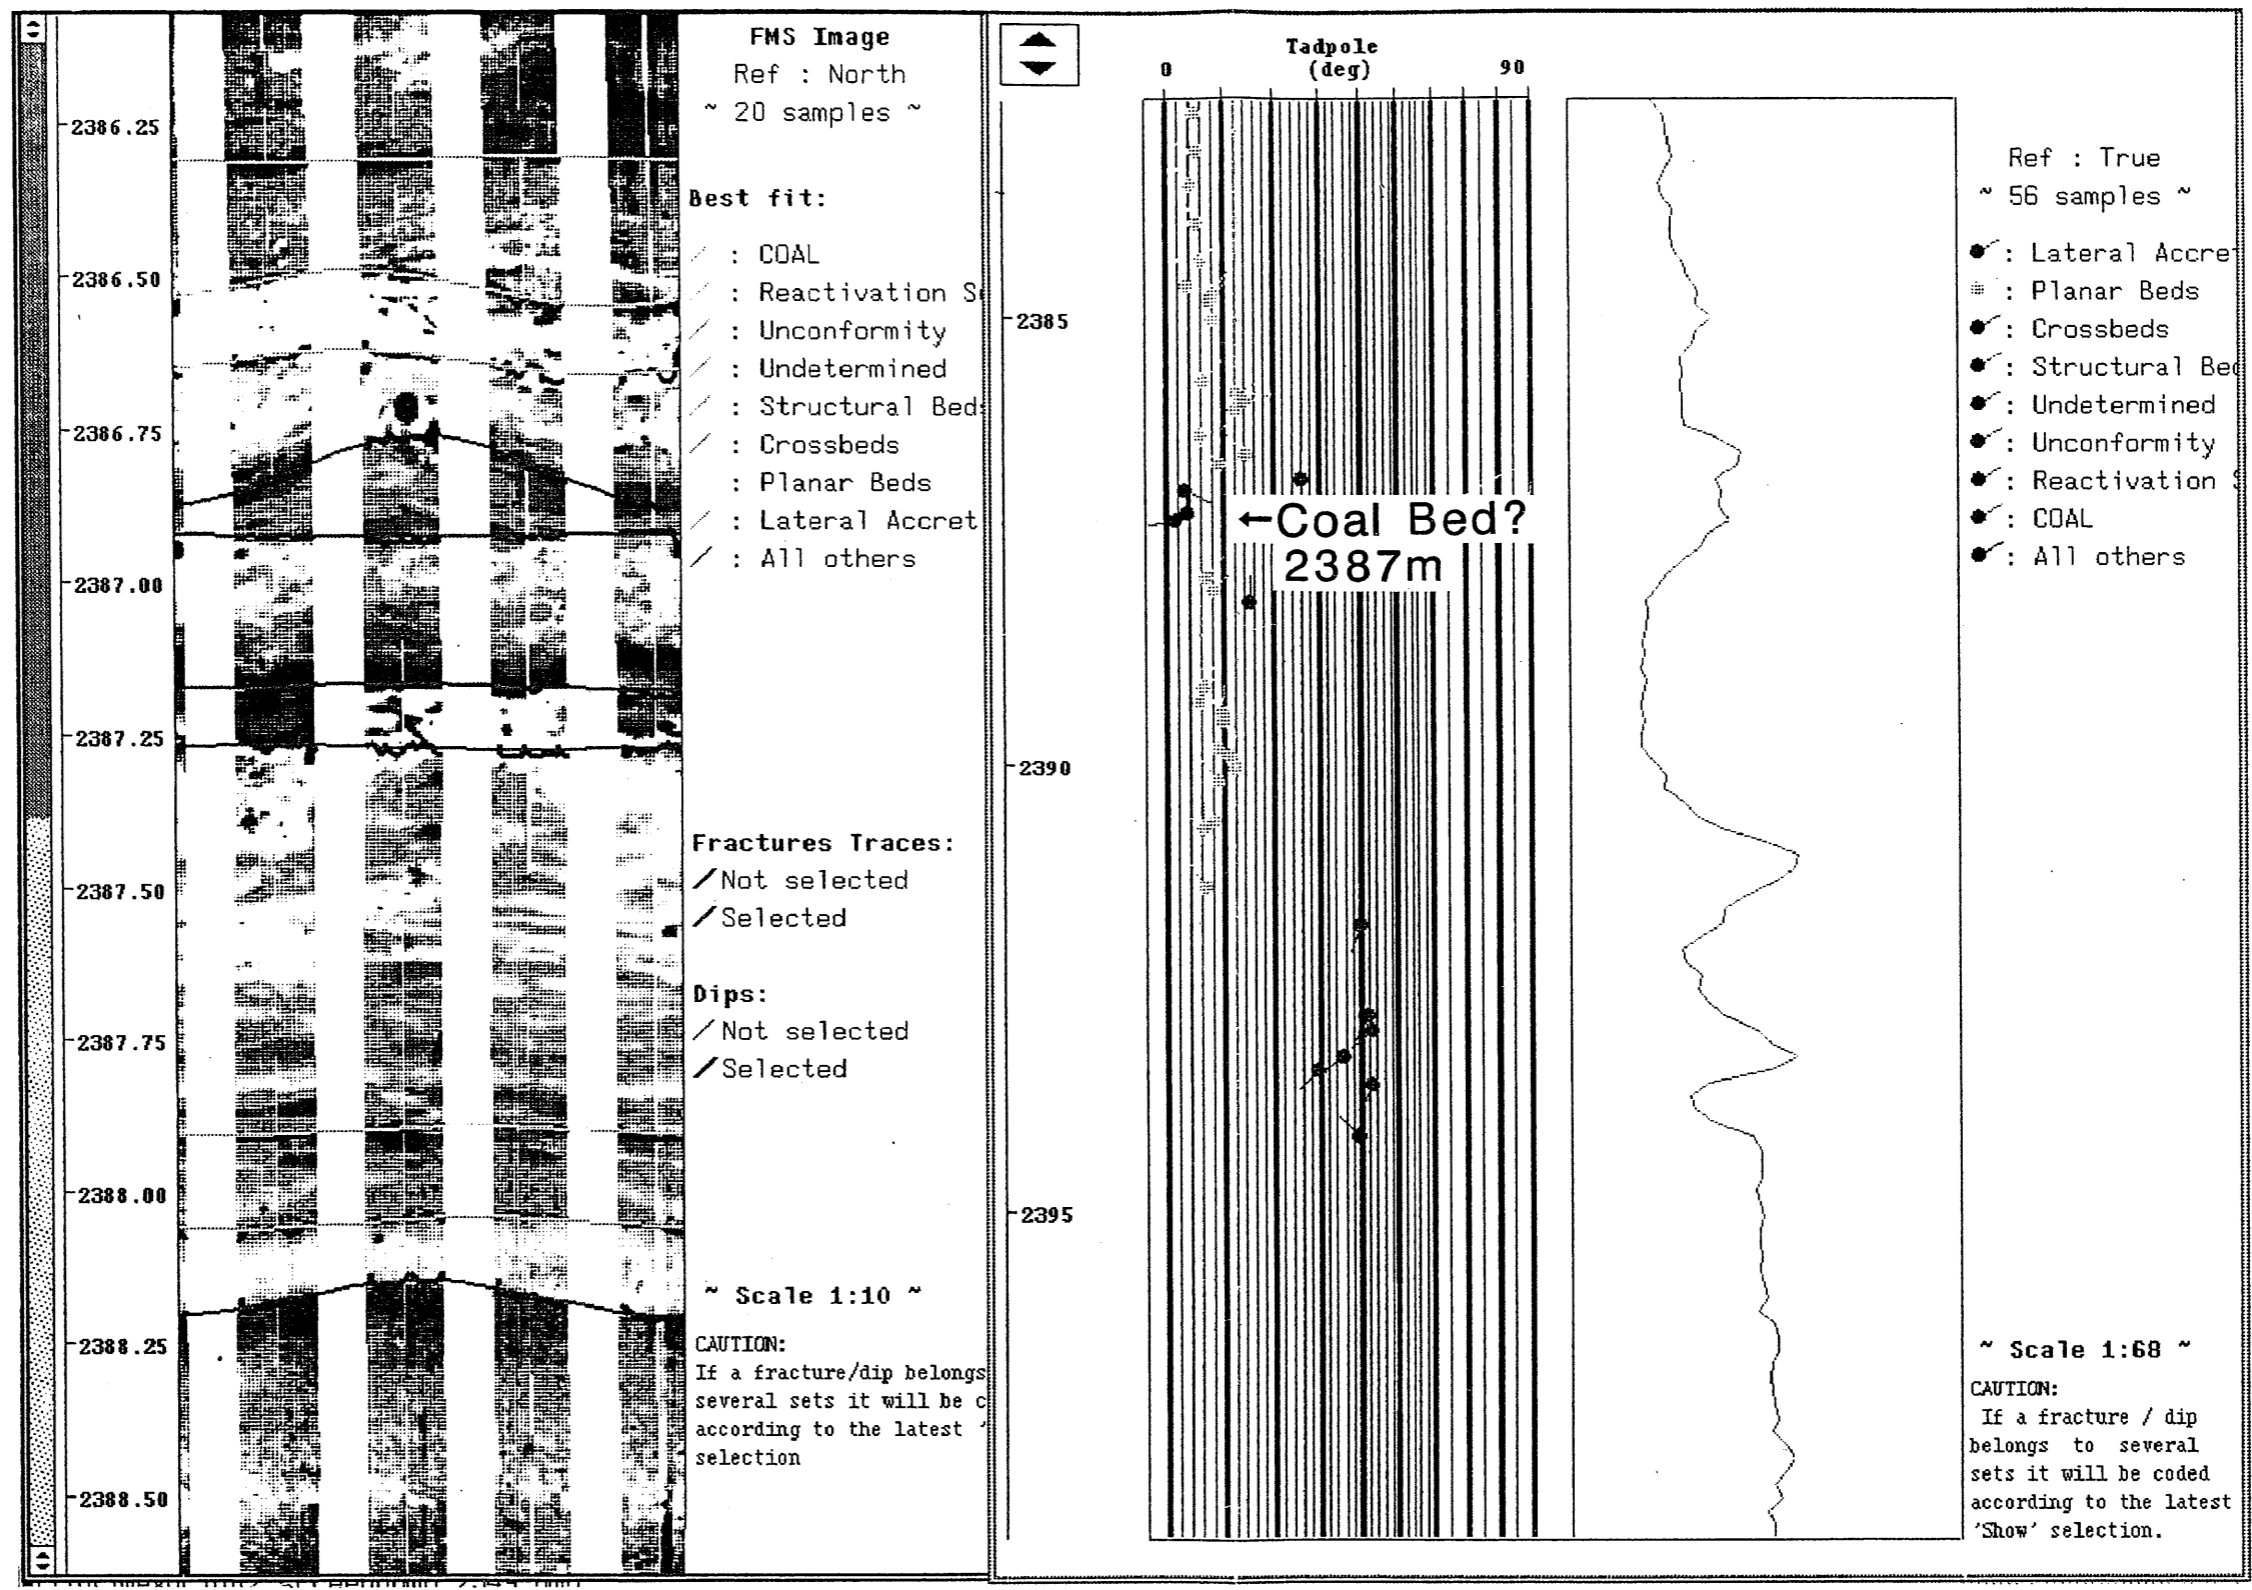 FMS Image
Ref : North
~ 20 samples ~
Best fit:
: COAL
: Reactivation
: Unconformity
: Undetermined
: Structural Bed
: Crossbeds
: Planar Beds
: Lateral Accret
: All others
Fractures Traces:
Not selected
Selected
Dips:
Not selected
Selected
~ Scale 1:10 ~
CAUTION:
If a fracture/dip belongs
several sets it will be c
according to the latest '
selection
2386.25
2386.50
2386.75
2387.00
2387.25
2387.50
2387.75
2388.00
2388.25
2388.50
Tadpole
(deg)
0 90
2385
2390
2395
←Coal Bed?
2387m
Ref : True
~ 56 samples ~
: Lateral Accre
: Planar Beds
: Crossbeds
: Structural Be
: Undetermined
: Unconformity
: Reactivation
: COAL
: All others
~ Scale 1:68 ~
CAUTION:
If a fracture / dip
belongs to several
sets it will be coded
according to the latest
'Show' selection.